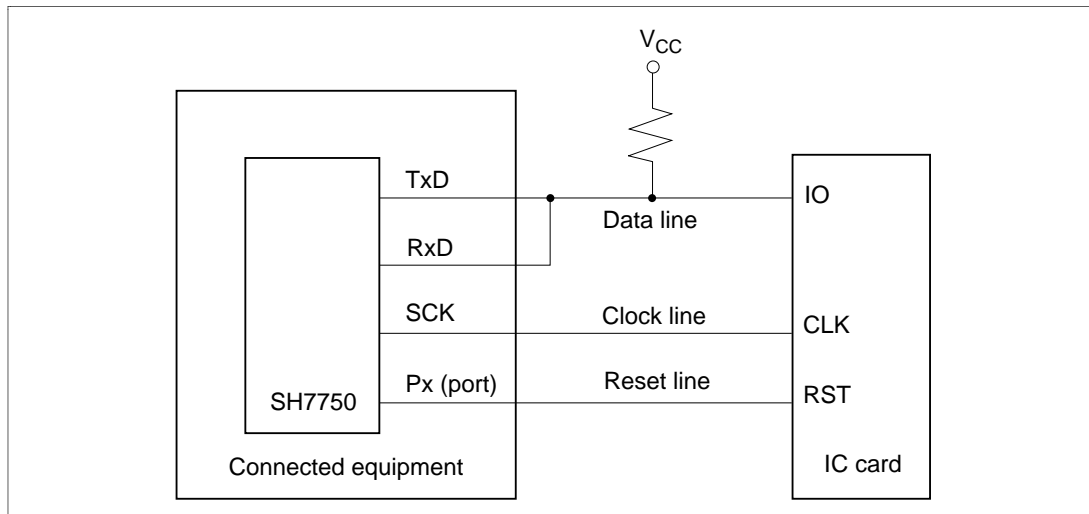 VCC
TxD
IO
Data line
RxD
SCK
Clock line
CLK
Px (port)
Reset line
RST
SH7750
Connected equipment
IC card